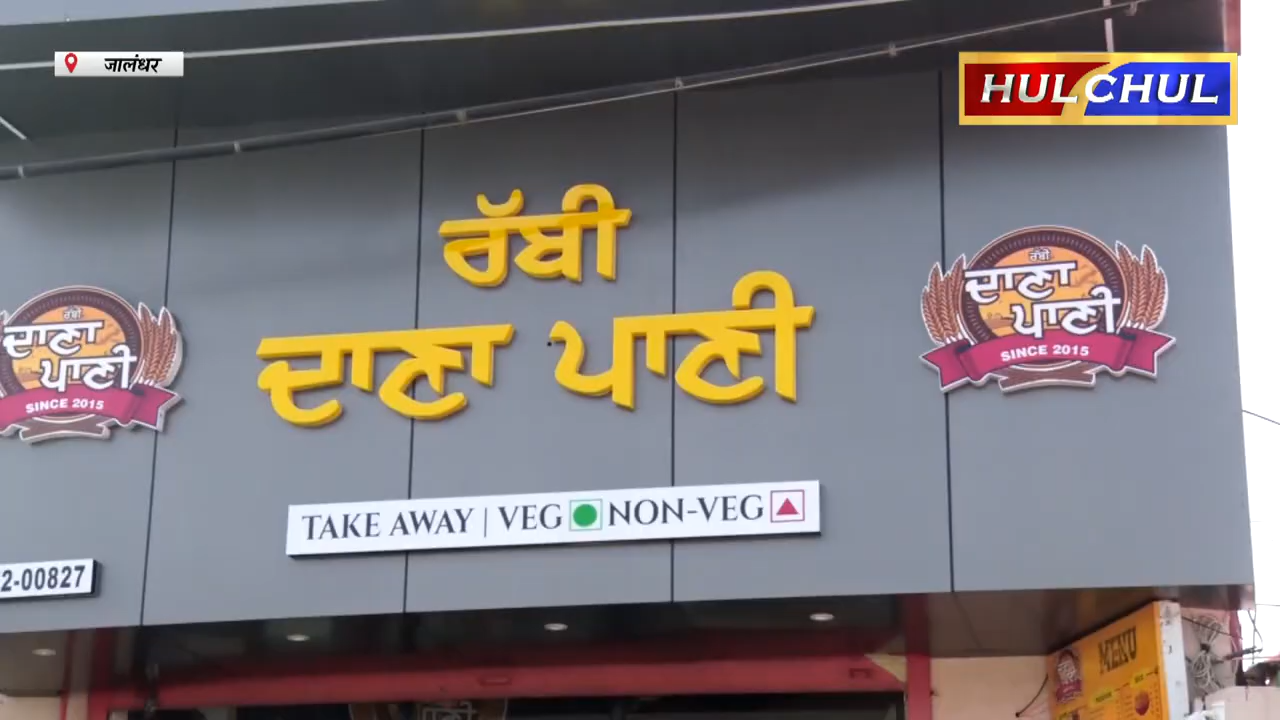 जालंधर
HULCHUL
ਰੱਬੀ
ਦਾਣਾ ਪਾਣੀ
TAKE AWAY | VEG NON-VEG
ਰੱਬੀ
ਦਾਣਾ
ਪਾਣੀ
SINCE 2015
ਰੱਬੀ
ਦਾਣਾ
ਪਾਣੀ
SINCE 2015
2-00827
MENU